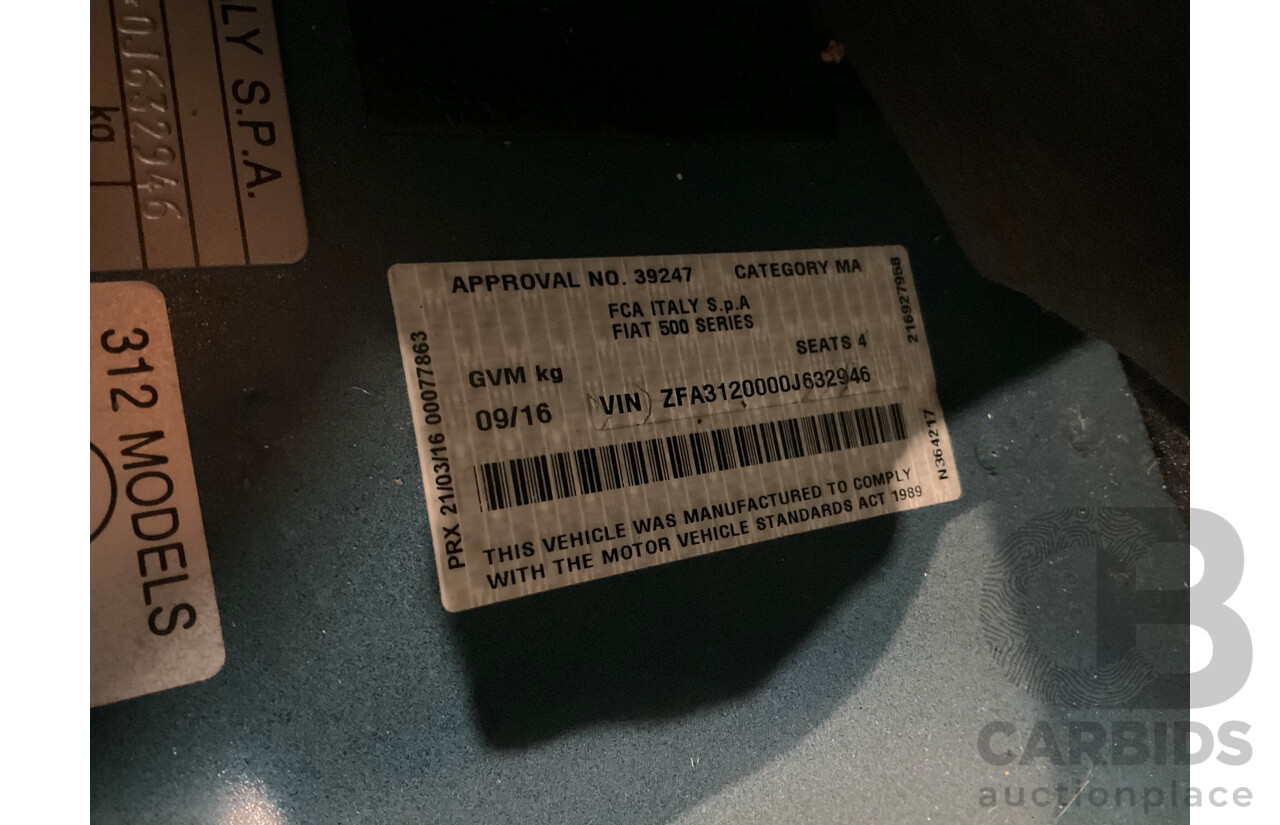 LY S.P.A.
0J632946
kg
312 MODELS
APPROVAL NO. 39247 CATEGORY MA
FCA ITALY S.p.A
FIAT 500 SERIES
SEATS 4
GVM kg
09/16 VIN ZFA3120000J632946
THIS VEHICLE WAS MANUFACTURED TO COMPLY
WITH THE MOTOR VEHICLE STANDARDS ACT 1989
PRX 21/03/16 00077863
216927958
N364217
CB
CARBIDS
auctionplace